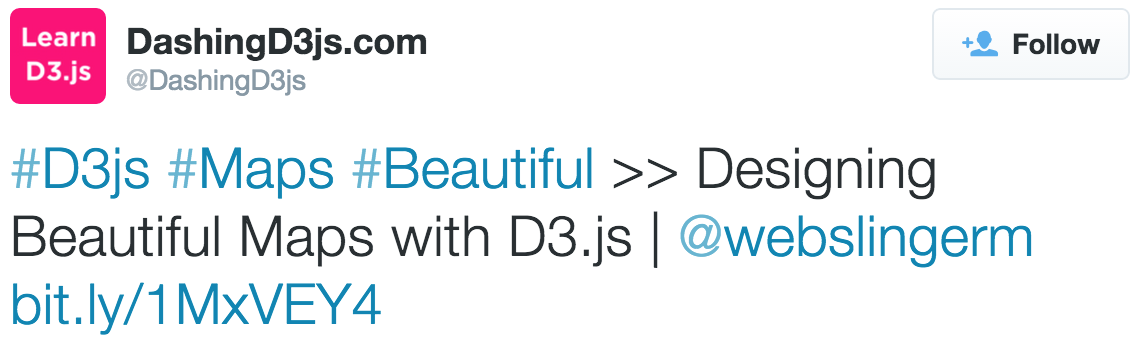 Learn
D3.js
DashingD3js.com
@DashingD3js
Follow
#D3js #Maps #Beautiful >> Designing
Beautiful Maps with D3.js | @webslingerm
bit.ly/1MxVEY4